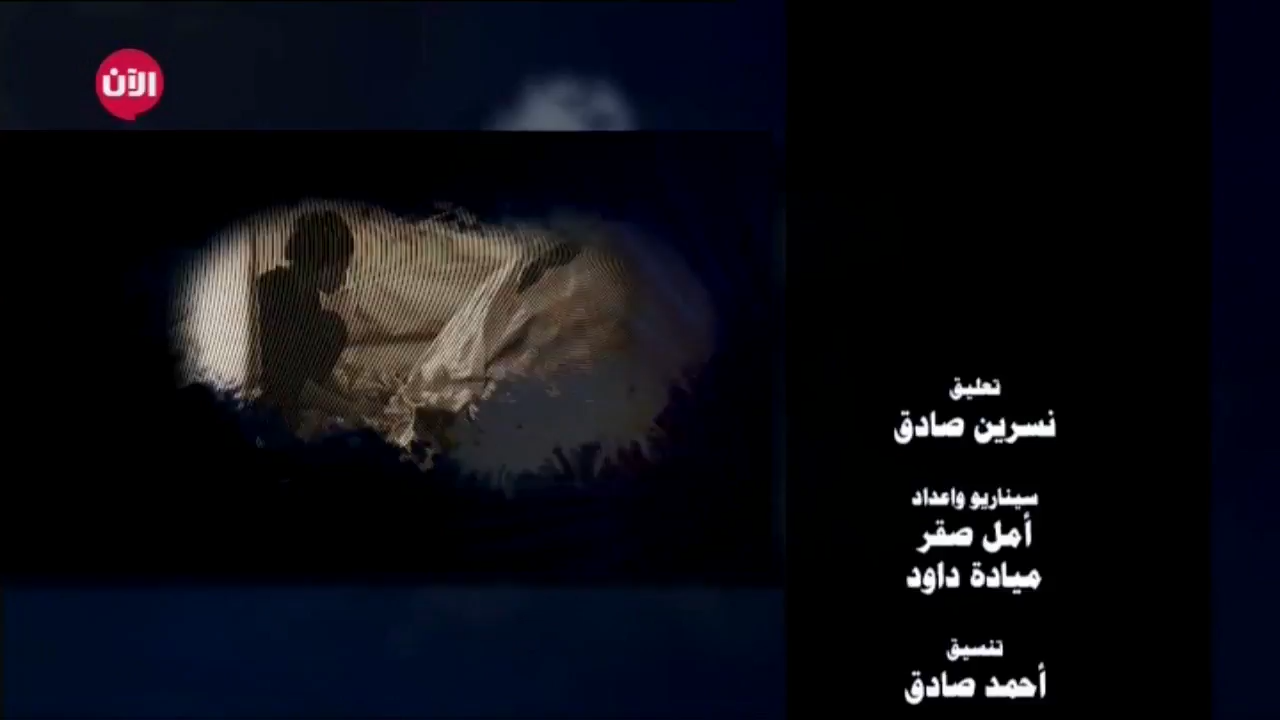 الآن
تعليق
نسرين صادق
سيناريو واعداد
أمل صقر
ميادة داود
تنسيق
أحمد صادق